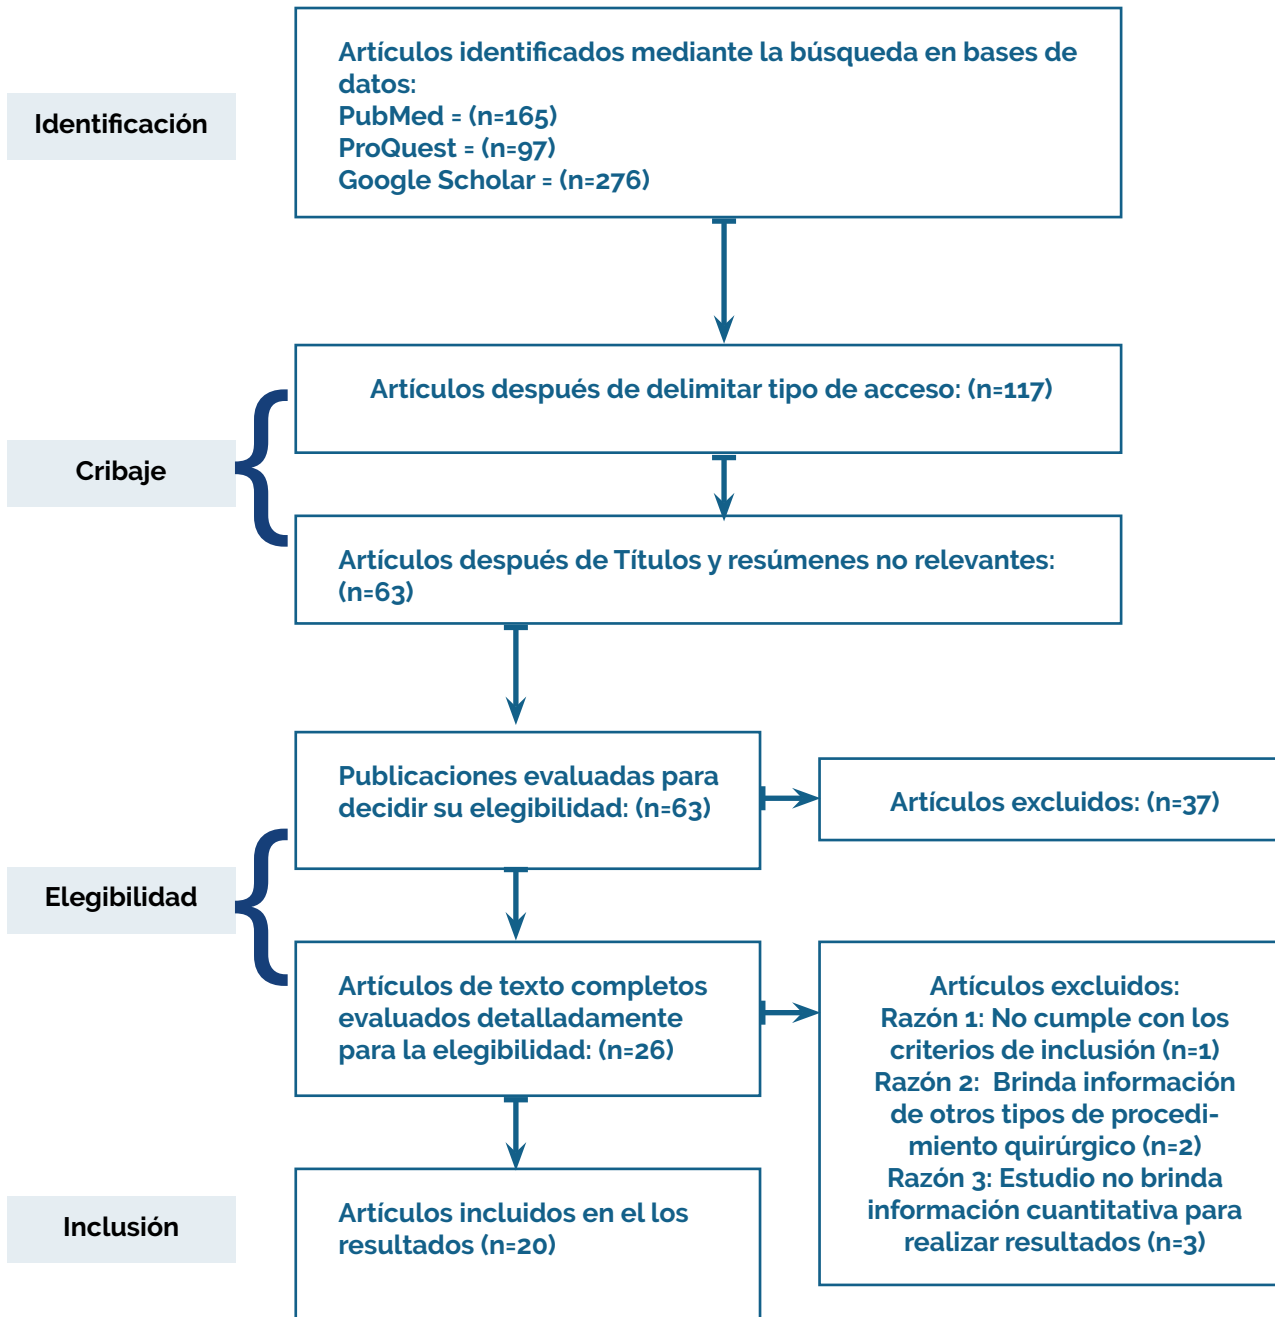 Identificación
Artículos identificados mediante la búsqueda en bases de
datos:
PubMed = (n=165)
ProQuest = (n=97)
Google Scholar = (n=276)
Cribaje
Artículos después de delimitar tipo de acceso: (n=117)
Artículos después de Títulos y resúmenes no relevantes:
(n=63)
Elegibilidad
Publicaciones evaluadas para
decidir su elegibilidad: (n=63)
Artículos excluidos: (n=37)
Artículos de texto completos
evaluados detalladamente
para la elegibilidad: (n=26)
Artículos excluidos:
Razón 1: No cumple con los
criterios de inclusión (n=1)
Razón 2:  Brinda información
de otros tipos de procedi-
miento quirúrgico (n=2)
Razón 3: Estudio no brinda
información cuantitativa para
realizar resultados (n=3)
Inclusión
Artículos incluidos en el los
resultados (n=20)